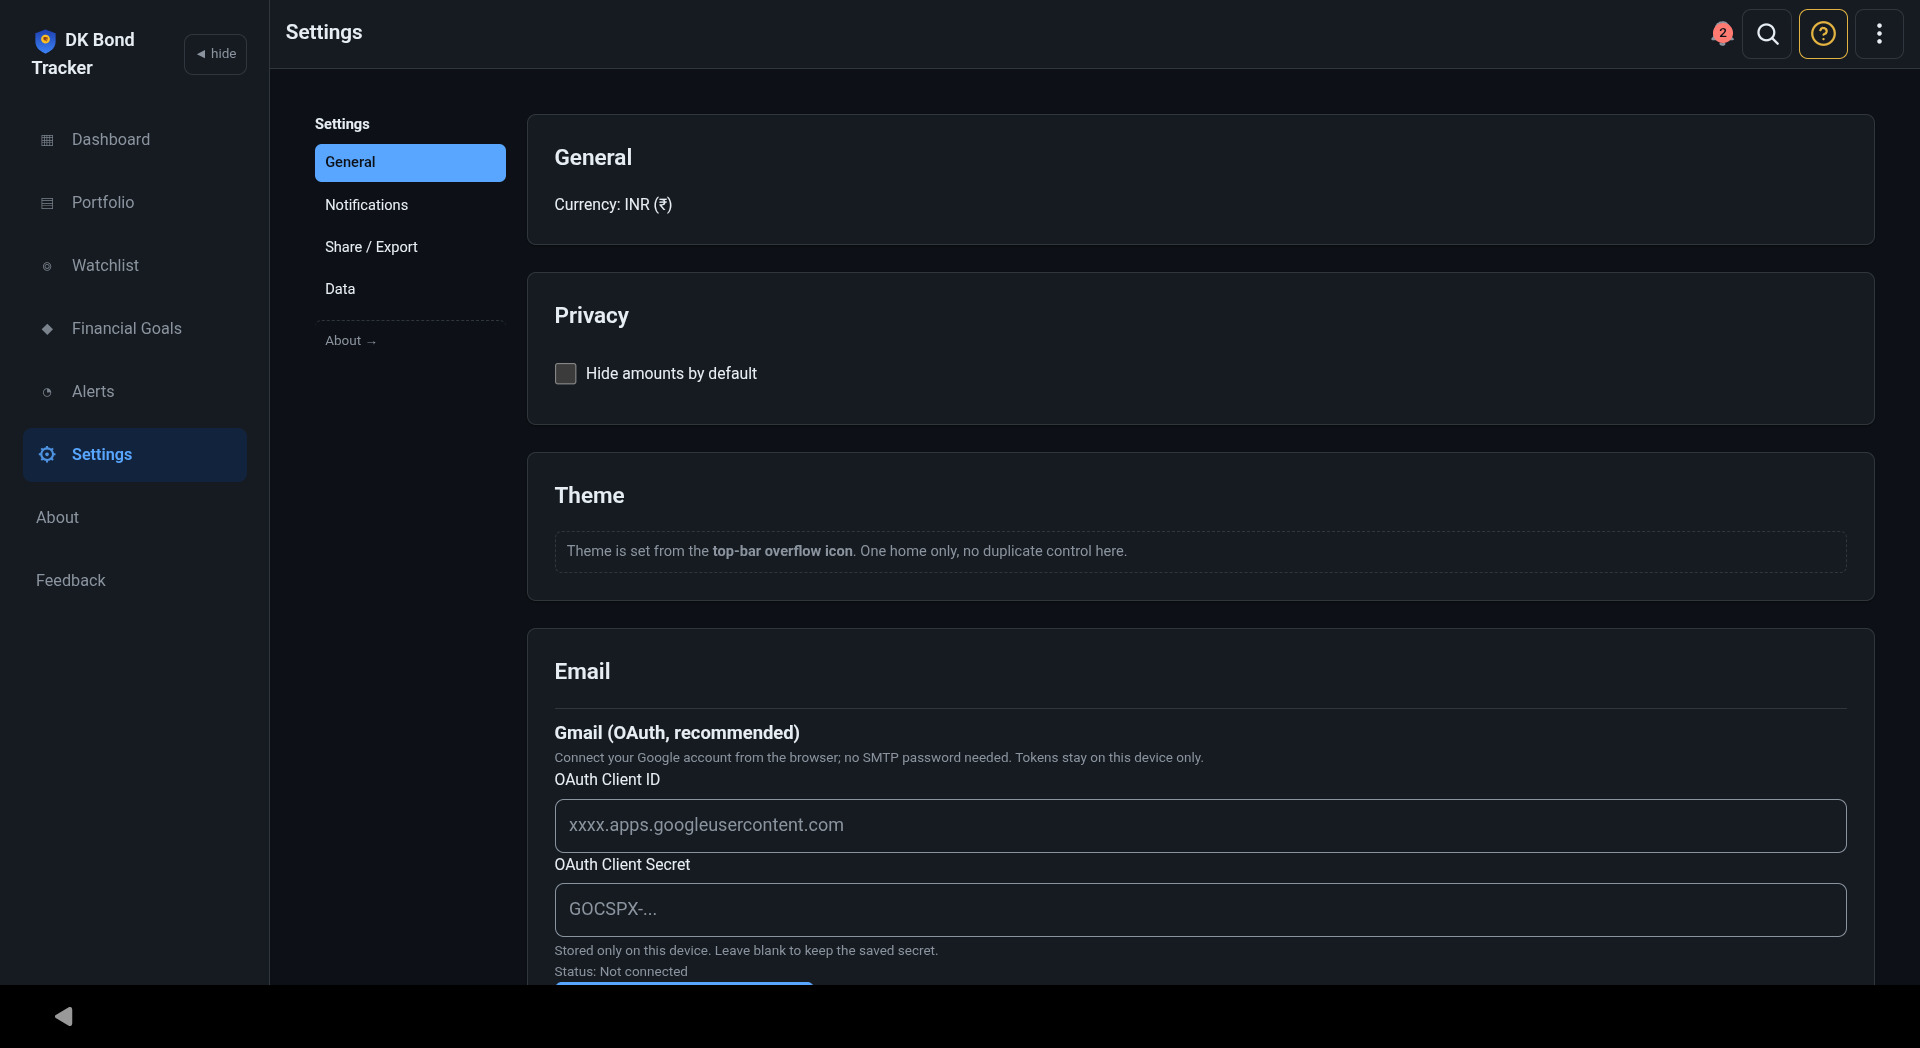 DK Bond
Tracker
◄ hide
Dashboard
Portfolio
Watchlist
Financial Goals
Alerts
Settings
About
Feedback
Settings
2
Settings
General
Notifications
Share / Export
Data
About →
General
Currency: INR (₹)
Privacy
Hide amounts by default
Theme
Theme is set from the top-bar overflow icon. One home only, no duplicate control here.
Email
Gmail (OAuth, recommended)
Connect your Google account from the browser; no SMTP password needed. Tokens stay on this device only.
OAuth Client ID
xxxx.apps.googleusercontent.com
OAuth Client Secret
GOCSPX-...
Stored only on this device. Leave blank to keep the saved secret.
Status: Not connected